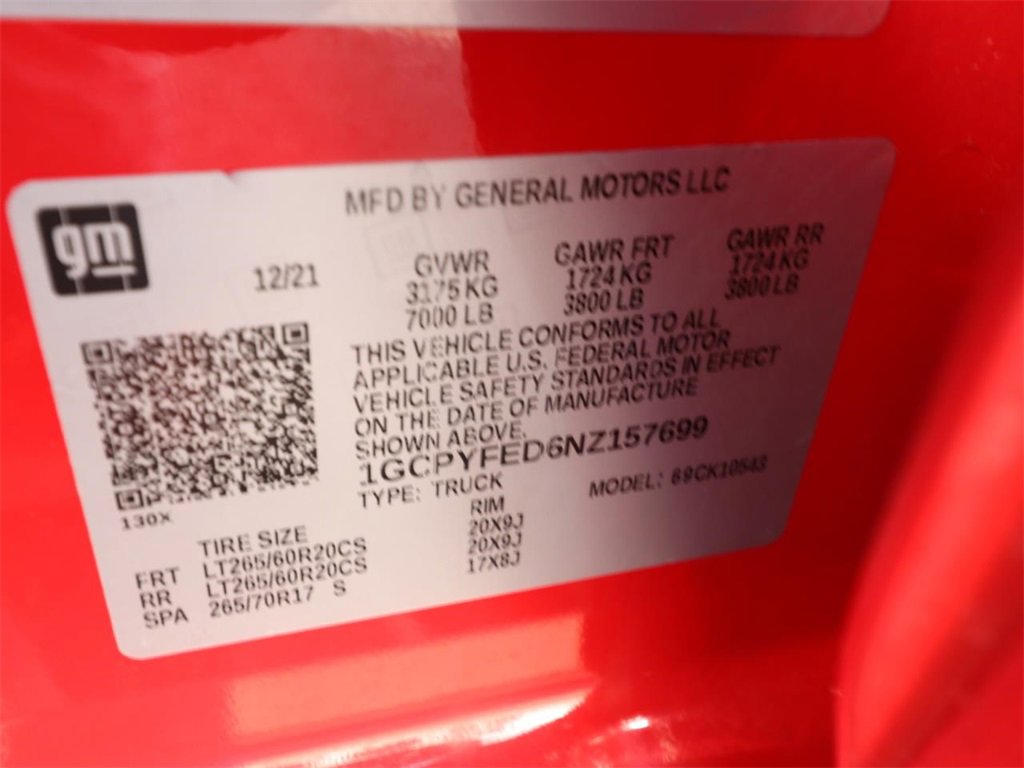 gm
MFD BY GENERAL MOTORS LLC
12/21
GVWR GAWR FRT GAWR RR
3175 KG 1724 KG 1724 KG
7000 LB 3800 LB 3800 LB
THIS VEHICLE CONFORMS TO ALL
APPLICABLE U.S. FEDERAL MOTOR
VEHICLE SAFETY STANDARDS IN EFFECT
ON THE DATE OF MANUFACTURE
SHOWN ABOVE.
1GCPYFED6NZ157699
TYPE: TRUCK MODEL: 69CK10543
130X
TIRE SIZE RIM
FRT LT265/60R20CS 20X9J
RR LT265/60R20CS 20X9J
SPA 265/70R17 S 17X8J